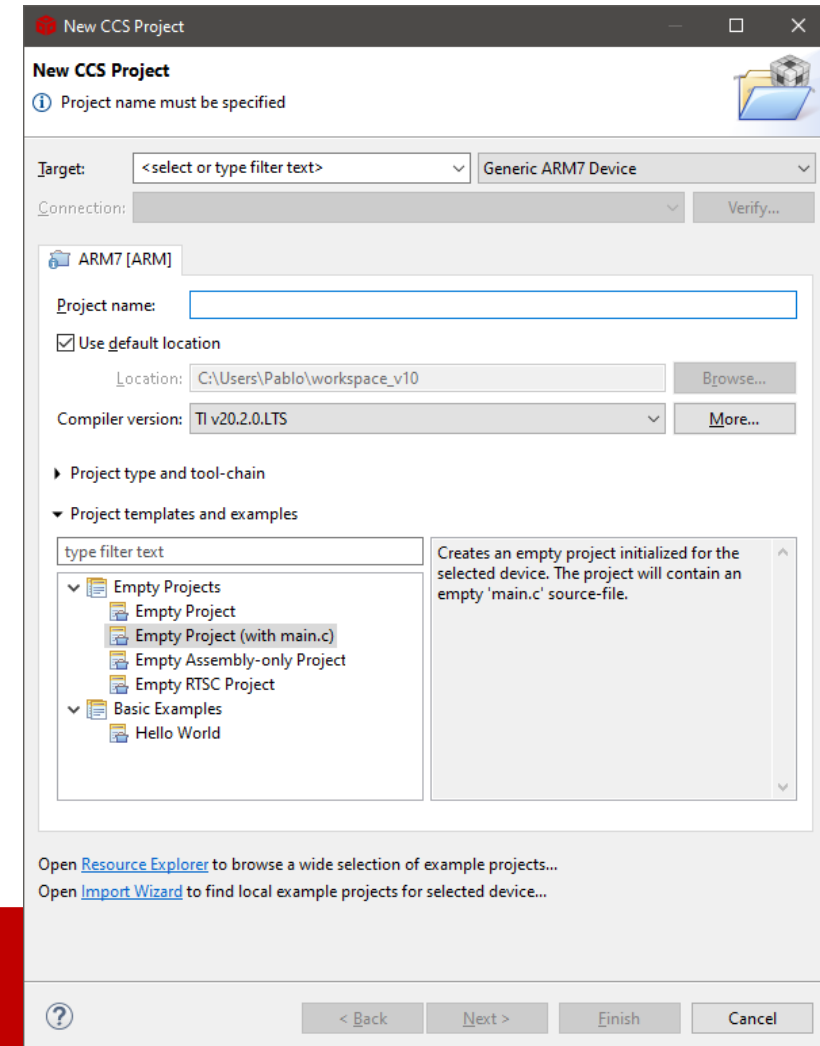 New CCS Project
New CCS Project
Project name must be specified
Target: <select or type filter text> Generic ARM7 Device
Connection: Verify...
ARM7 [ARM]
Project name:
Use default location
Location: C:\Users\Pablo\workspace_v10 Browse...
Compiler version: TI v20.2.0.LTS More...
Project type and tool-chain
Project templates and examples
type filter text
Empty Projects
Empty Project
Empty Project (with main.c)
Empty Assembly-only Project
Empty RTSC Project
Basic Examples
Hello World
Creates an empty project initialized for the
selected device. The project will contain an
empty 'main.c' source-file.
Open Resource Explorer to browse a wide selection of example projects...
Open Import Wizard to find local example projects for selected device...
? < Back Next > Finish Cancel